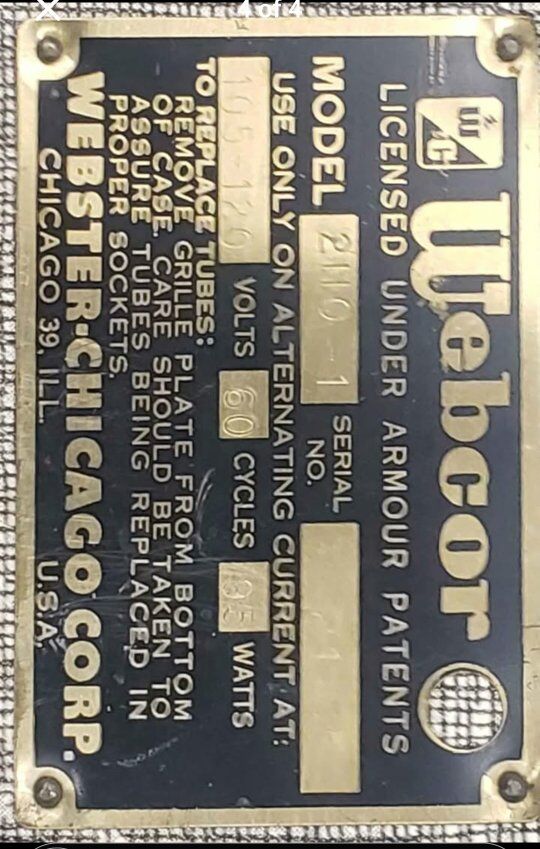 4 of 4
W C
Webcor
LICENSED UNDER ARMOUR PATENTS
MODEL 2110-1 SERIAL NO.
USE ONLY ON ALTERNATING CURRENT AT:
105-120 VOLTS 60 CYCLES WATTS
TO REPLACE TUBES:
REMOVE GRILLE PLATE FROM BOTTOM
OF CASE CARE SHOULD BE TAKEN TO
ASSURE TUBES BEING REPLACED IN
PROPER SOCKETS.
WEBSTER-CHICAGO CORP.
CHICAGO 39, ILL. U.S.A.